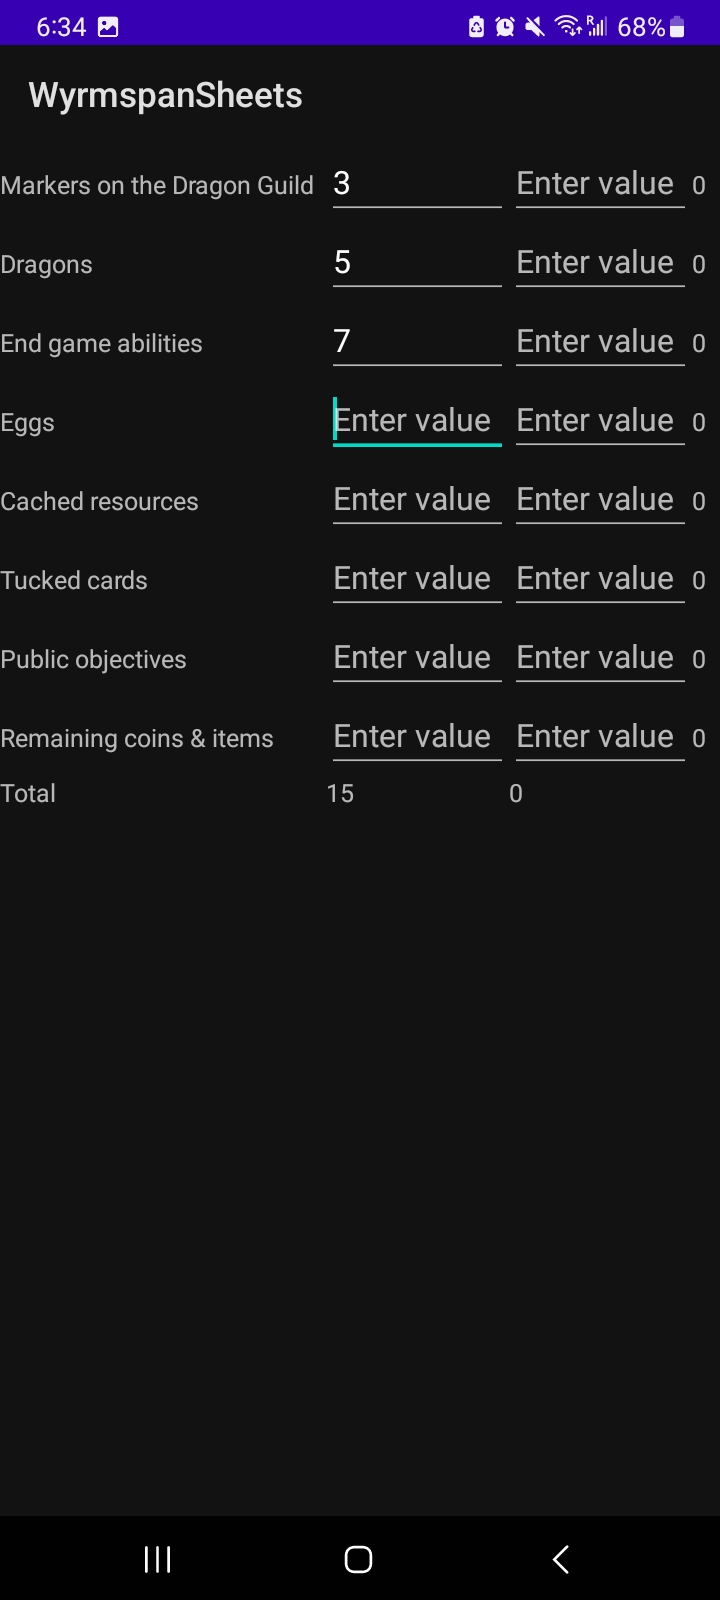 6:34 R 68%
WyrmspanSheets
Markers on the Dragon Guild 3 Enter value 0
Dragons 5 Enter value 0
End game abilities 7 Enter value 0
Eggs Enter value Enter value 0
Cached resources Enter value Enter value 0
Tucked cards Enter value Enter value 0
Public objectives Enter value Enter value 0
Remaining coins & items Enter value Enter value 0
Total 15 0